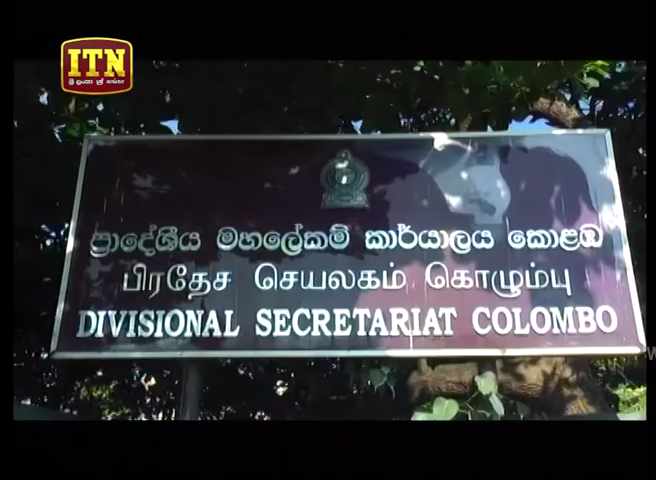 ITN
ප්‍රාදේශීය මහලේකම් කාර්යාලය කොළඹ
பிரதேச செயலகம் கொழும்பு
DIVISIONAL SECRETARIAT, COLOMBO